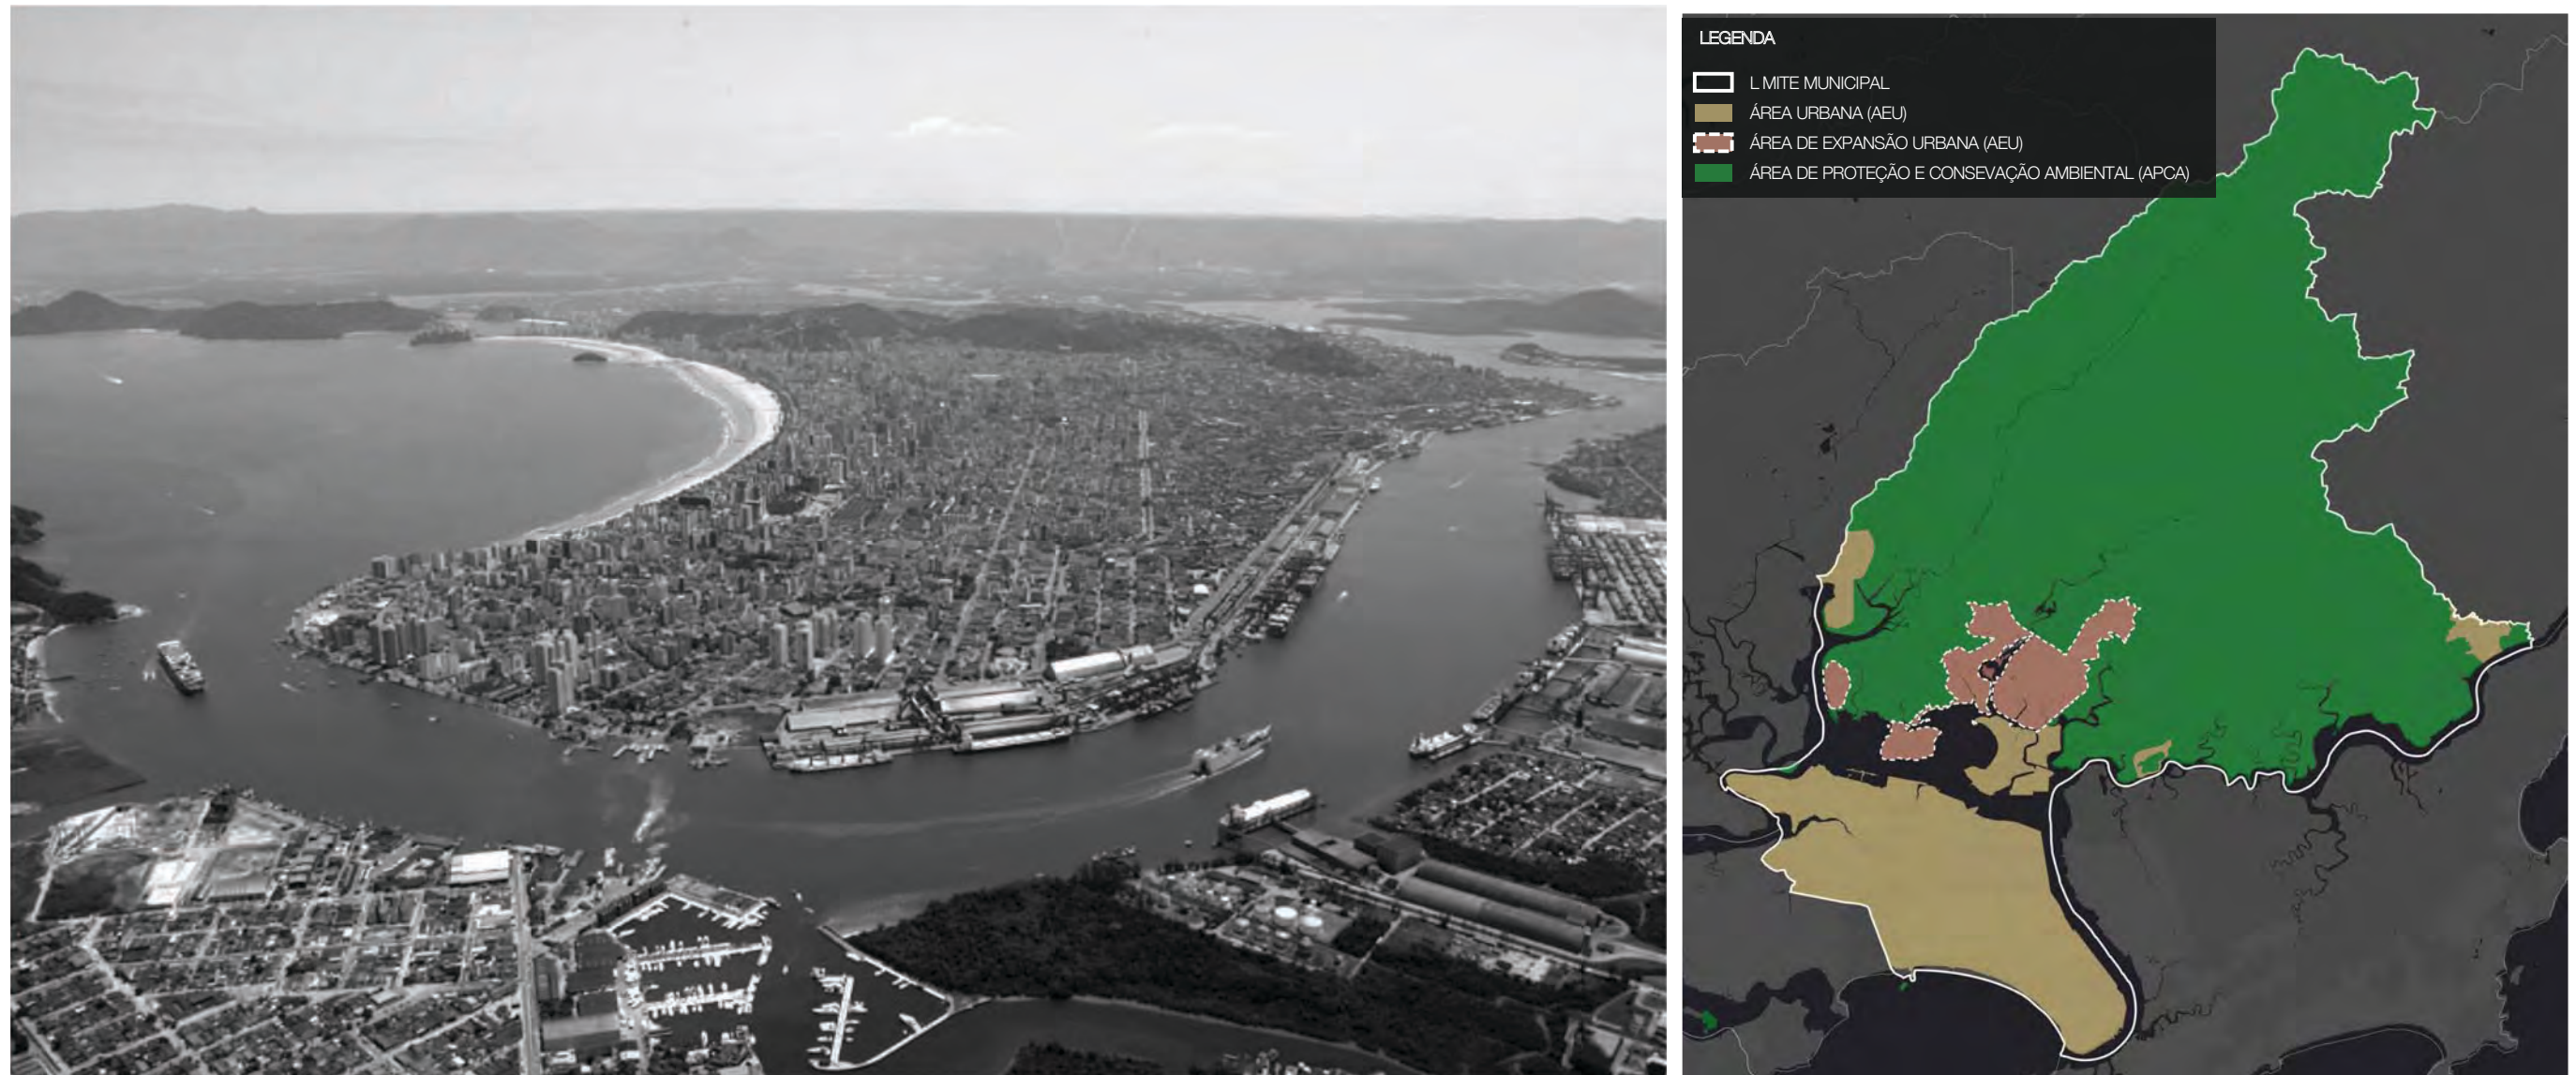 LEGENDA
L MITE MUNICIPAL
ÁREA URBANA (AEU)
ÁREA DE EXPANSÃO URBANA (AEU)
ÁREA DE PROTEÇÃO E CONSEVAÇÃO AMBIENTAL (APCA)